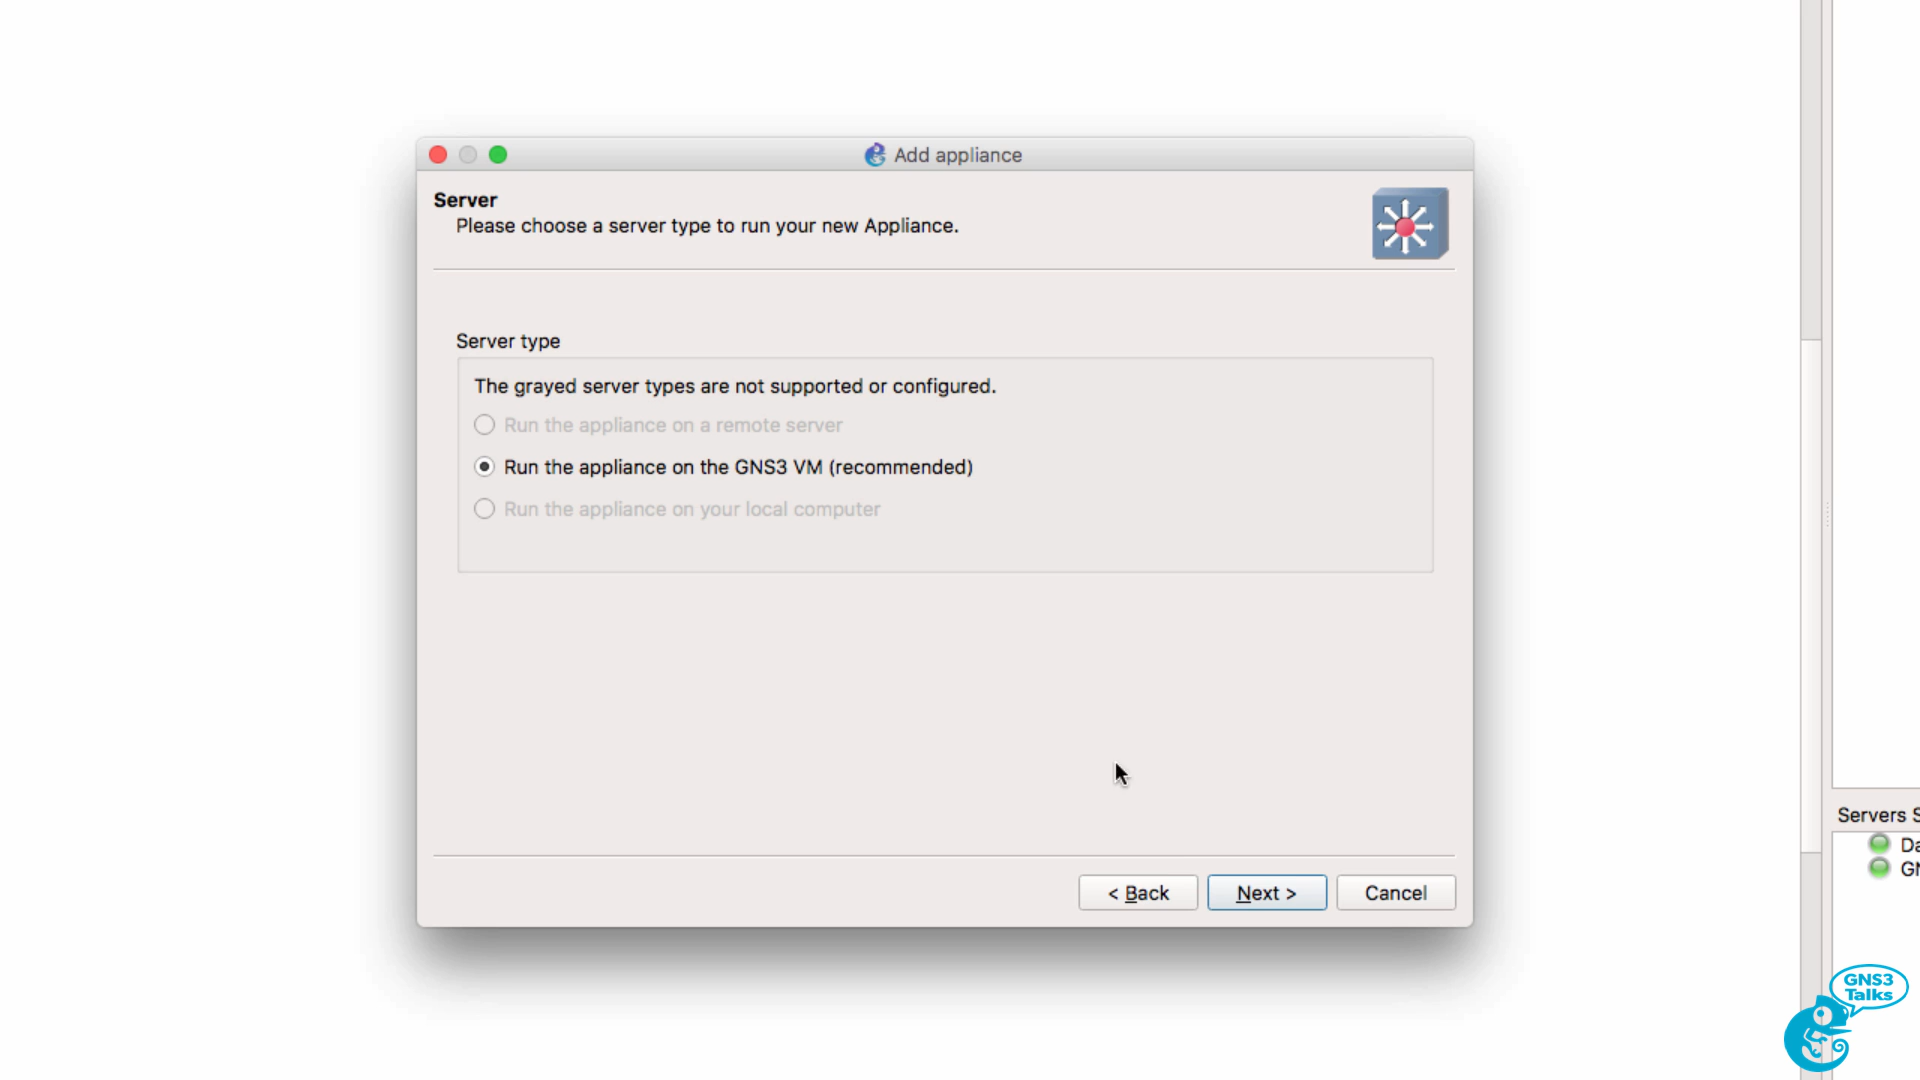 Add appliance
Server
Please choose a server type to run your new Appliance.
Server type
The grayed server types are not supported or configured.
Run the appliance on a remote server
Run the appliance on the GNS3 VM (recommended)
Run the appliance on your local computer
< Back
Next >
Cancel
Servers S
Da
GN
GNS3
Talks